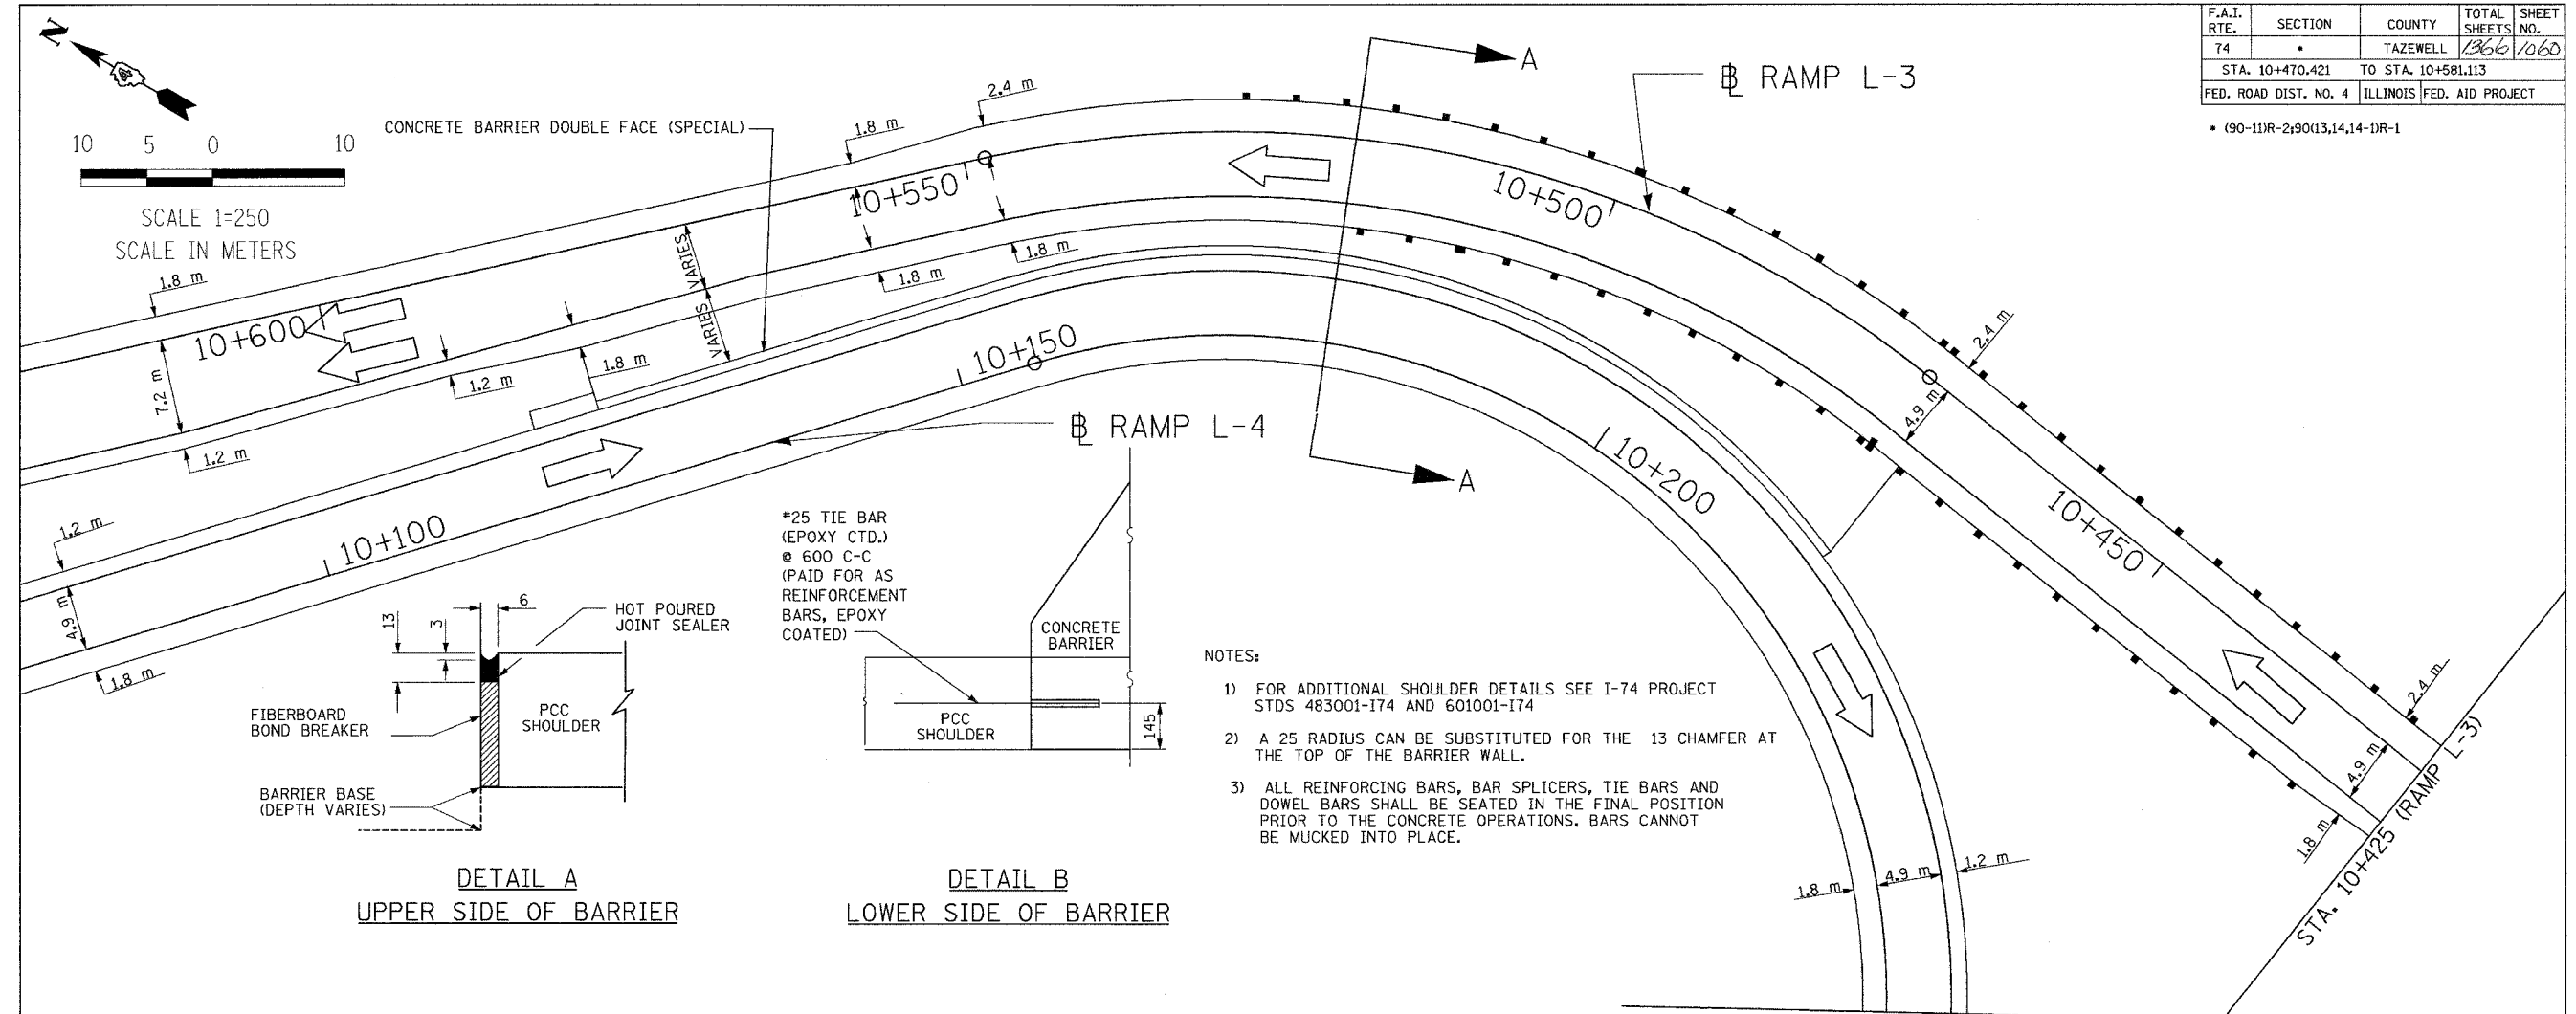 F.A.I. RTE. SECTION COUNTY TOTAL SHEETS SHEET NO.
74 * TAZEWELL 1366 1060
STA. 10+470.421 TO STA. 10+581.113
FED. ROAD DIST. NO. 4 ILLINOIS FED. AID PROJECT
* (90-11)R-2;90(13,14,14-1)R-1
N
10 5 0 10
SCALE 1=250
SCALE IN METERS
CONCRETE BARRIER DOUBLE FACE (SPECIAL)
1.8 m
2.4 m
A
BL RAMP L-3
10+550
10+500
1.8 m
VARIES
VARIES
1.8 m
1.8 m
10+600
7.2 m
1.2 m
1.8 m
10+150
2.4 m
4.9 m
1.2 m
BL RAMP L-4
A
10+200
10+450
1.2 m
10+100
4.9 m
1.8 m
13
3
6
HOT POURED
JOINT SEALER
FIBERBOARD
BOND BREAKER
PCC
SHOULDER
BARRIER BASE
(DEPTH VARIES)
DETAIL A
UPPER SIDE OF BARRIER
#25 TIE BAR
(EPOXY CTD.)
@ 600 C-C
(PAID FOR AS
REINFORCEMENT
BARS, EPOXY
COATED)
CONCRETE
BARRIER
PCC
SHOULDER
145
DETAIL B
LOWER SIDE OF BARRIER
NOTES:
1) FOR ADDITIONAL SHOULDER DETAILS SEE I-74 PROJECT
STDS 483001-I74 AND 601001-I74
2) A 25 RADIUS CAN BE SUBSTITUTED FOR THE 13 CHAMFER AT
THE TOP OF THE BARRIER WALL.
3) ALL REINFORCING BARS, BAR SPLICERS, TIE BARS AND
DOWEL BARS SHALL BE SEATED IN THE FINAL POSITION
PRIOR TO THE CONCRETE OPERATIONS. BARS CANNOT
BE MUCKED INTO PLACE.
1.8 m
4.9 m
1.2 m
2.4 m
4.9 m
1.8 m
STA. 10+425 (RAMP L-3)